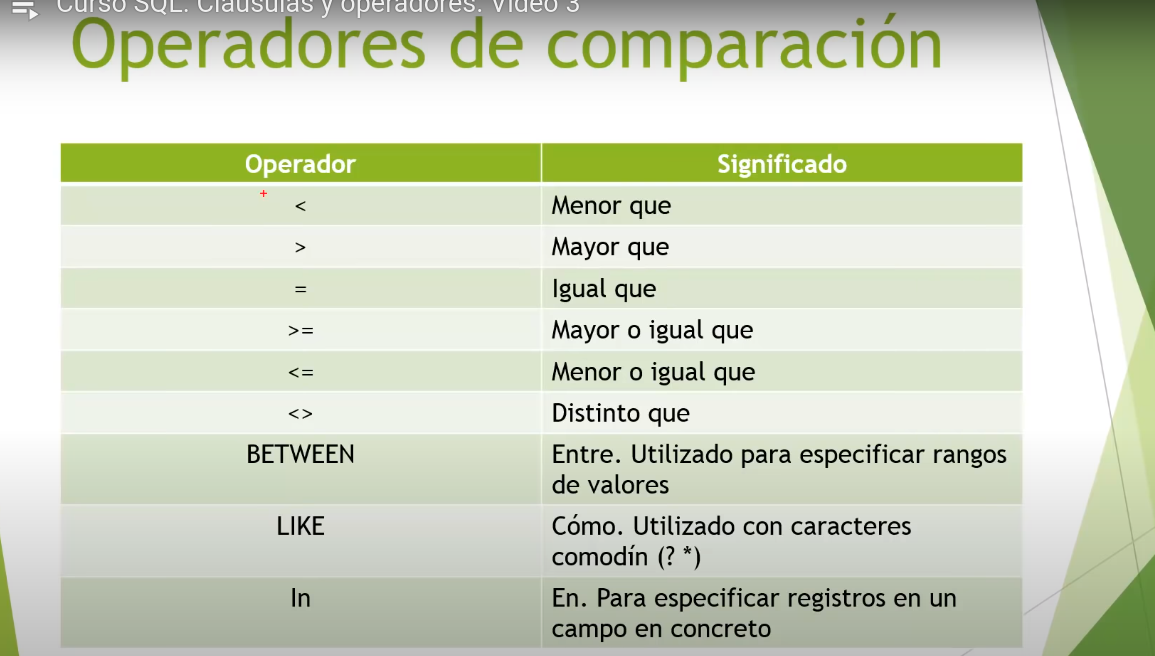 Curso SQL. Cláusulas y operadores. Vídeo 3
Operadores de comparación
Operador Significado
< Menor que
> Mayor que
= Igual que
>= Mayor o igual que
<= Menor o igual que
<> Distinto que
BETWEEN Entre. Utilizado para especificar rangos
de valores
LIKE Cómo. Utilizado con caracteres
comodín (? *)
In En. Para especificar registros en un
campo en concreto